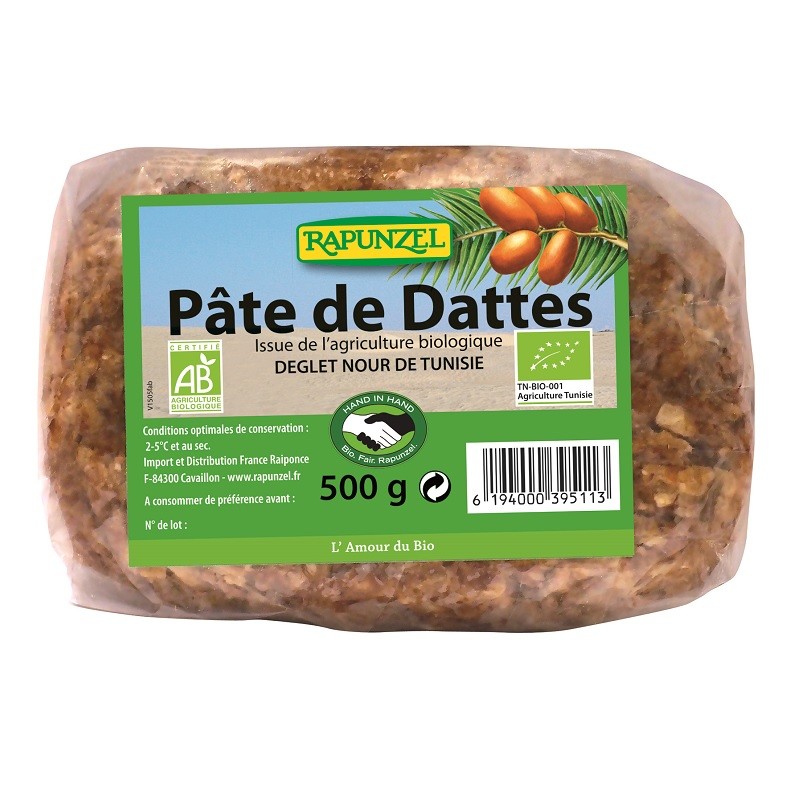 RAPUNZEL
Pâte de Dattes
Issue de l'agriculture biologique
DEGLET NOUR DE TUNISIE
CERTIFIÉ
AB
AGRICULTURE
BIOLOGIQUE
TN-BIO-001
Agriculture Tunisie
V1505fab
HAND IN HAND
Bio. Fair. Rapunzel.
Conditions optimales de conservation :
2-5°C et au sec.
Import et Distribution France Raiponce
F-84300 Cavaillon - www.rapunzel.fr
A consommer de préférence avant :
N° de lot :
500 g
6 194000 395113
L' Amour du Bio